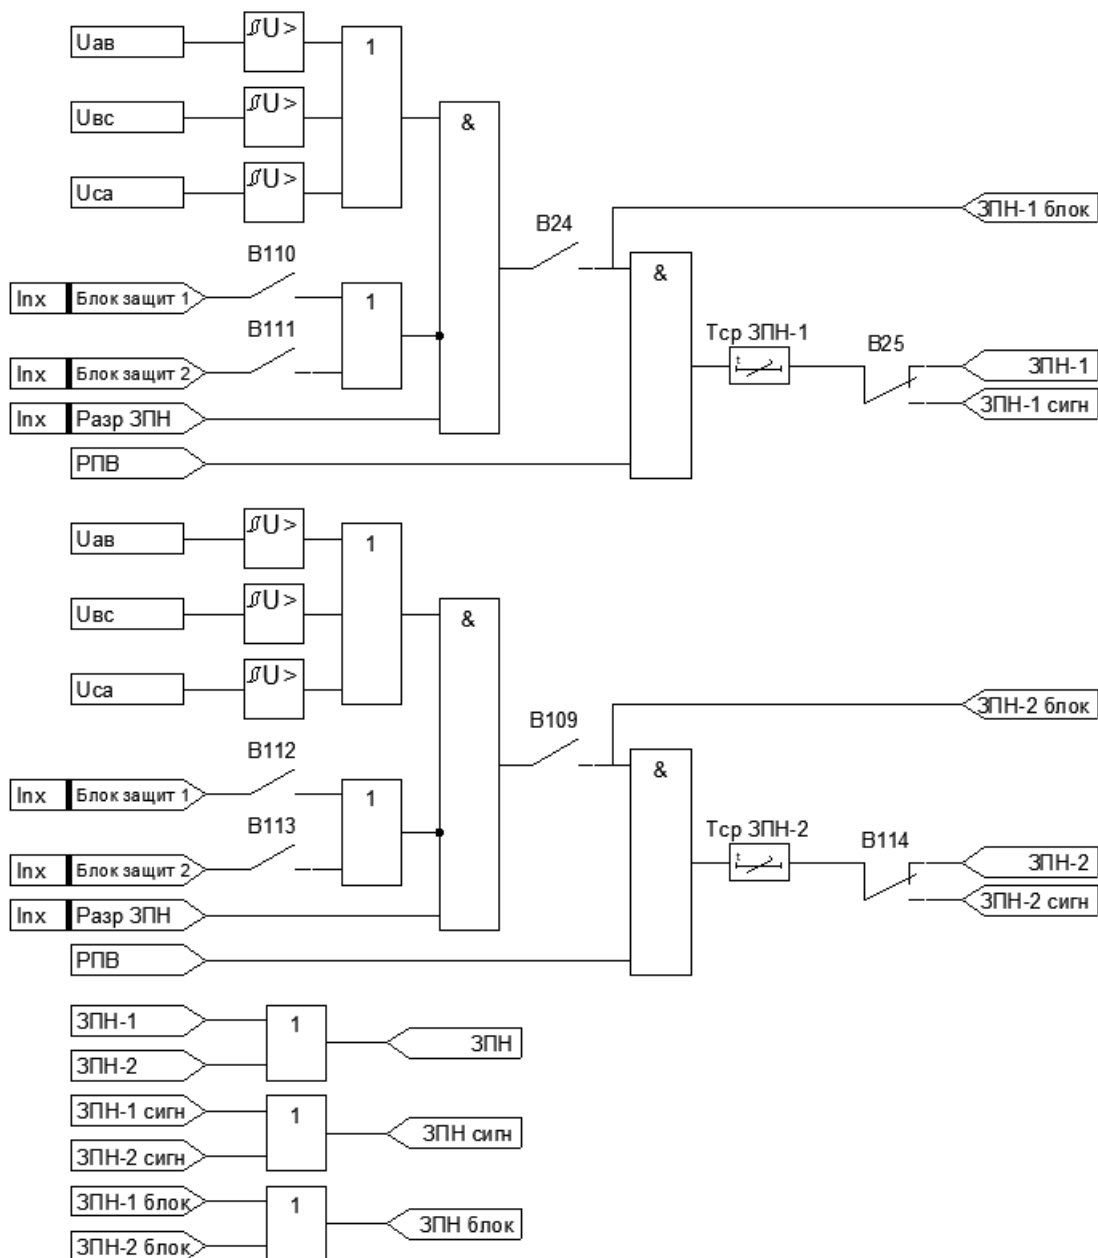 Uав
U>
1
Uвс
U>
&
Uса
U>
ЗПН-1 блок
В24
В110
&
Inx Блок защит 1
1
В111
Тср ЗПН-1
В25
Inx Блок защит 2
ЗПН-1
t
Inx Разр ЗПН
ЗПН-1 сигн
РПВ
Uав
U>
1
Uвс
U>
&
Uса
U>
ЗПН-2 блок
В109
В112
&
Inx Блок защит 1
1
В113
Тср ЗПН-2
В114
Inx Блок защит 2
ЗПН-2
t
Inx Разр ЗПН
ЗПН-2 сигн
РПВ
ЗПН-1
1
ЗПН
ЗПН-2
ЗПН-1 сигн
1
ЗПН сигн
ЗПН-2 сигн
ЗПН-1 блок
1
ЗПН блок
ЗПН-2 блок